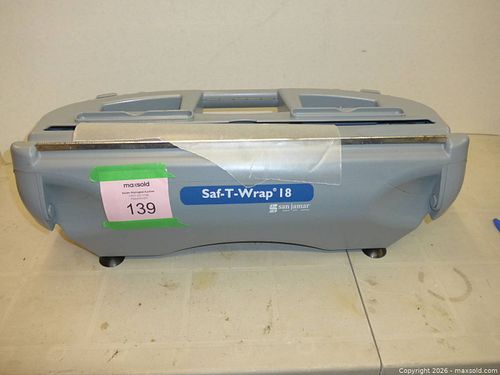 maxsold
139
Saf-T-Wrap® 18
san jamar
Copyright 2026 - maxsold.com